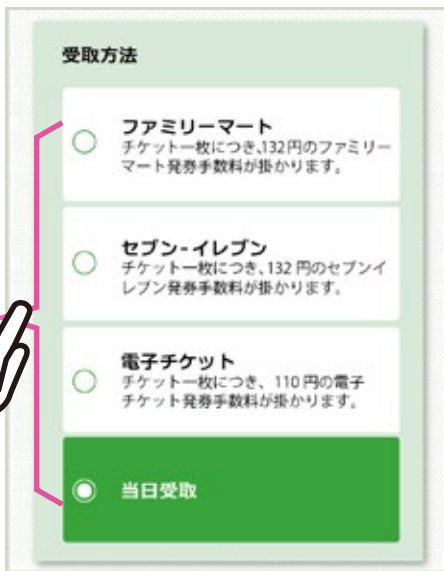 受取方法
ファミリーマート
チケット一枚につき、132円のファミリー
マート発券手数料が掛かります。
セブン-イレブン
チケット一枚につき、132 円のセブンイ
レブン発券手数料が掛かります。
電子チケット
チケット一枚につき、110 円の電子
チケット発券手数料が掛かります。
当日受取